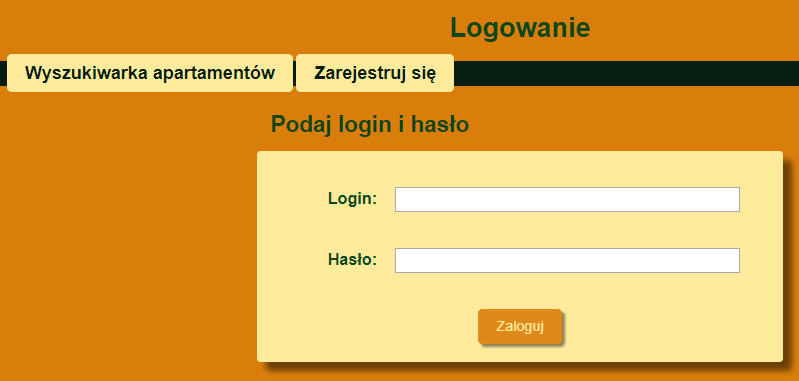 Logowanie
Wyszukiwarka apartamentów Zarejestruj się
Podaj login i hasło
Login:
Hasło:
Zaloguj